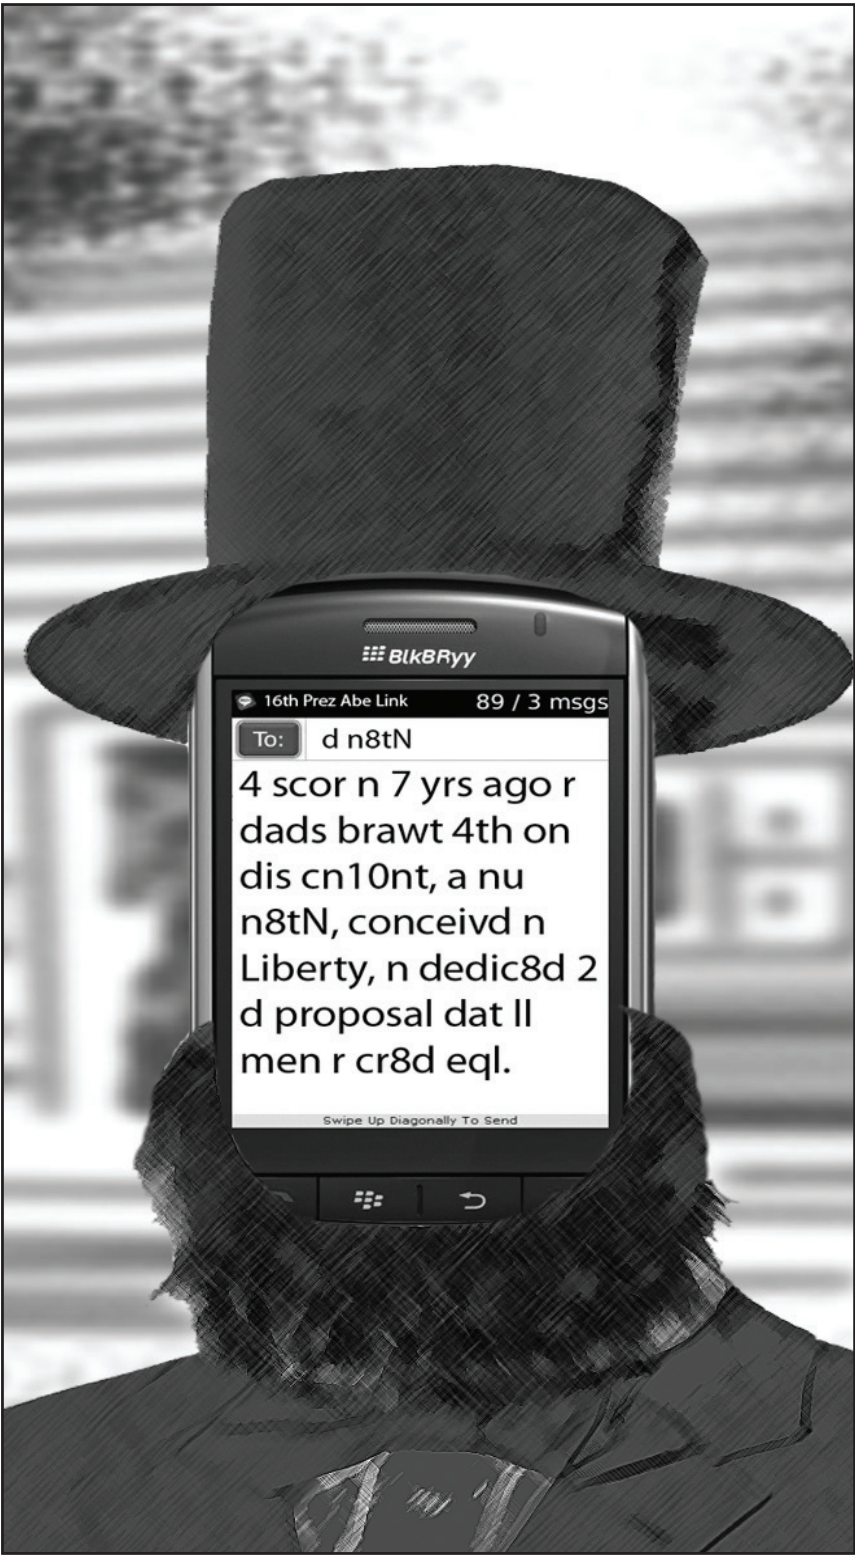 BlkBRyy
16th Prez Abe Link 89 / 3 msgs
To: d n8tN
4 scor n 7 yrs ago r
dads brawt 4th on
dis cn10nt, a nu
n8tN, conceivd n
Liberty, n dedic8d 2
d proposal dat ll
men r cr8d eql.
Swipe Up Diagonally To Send